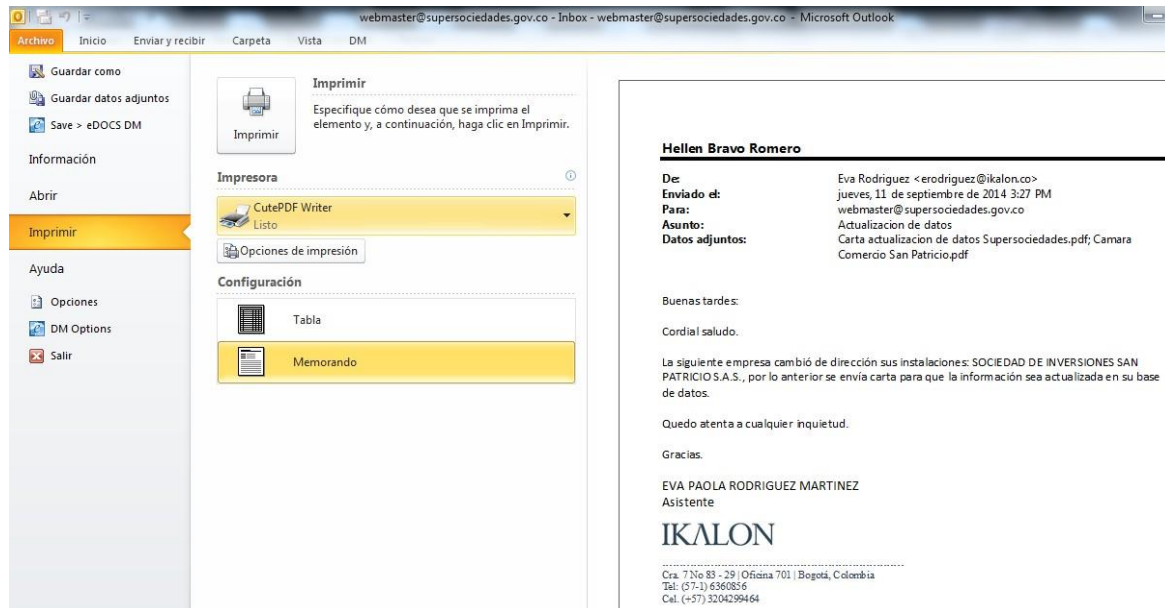 webmaster@supersociedades.gov.co - Inbox - webmaster@supersociedades.gov.co - Microsoft Outlook
Archivo Inicio Enviar y recibir Carpeta Vista DM
Guardar como
Guardar datos adjuntos
Save > eDOCS DM
Información
Abrir
Imprimir
Ayuda
Opciones
DM Options
Salir
Imprimir
Imprimir
Especifique cómo desea que se imprima el
elemento y, a continuación, haga clic en Imprimir.
Impresora
CutePDF Writer
Listo
Opciones de impresión
Configuración
Tabla
Memorando
Hellen Bravo Romero
De: Eva Rodriguez <erodriguez@ikalon.co>
Enviado el: jueves, 11 de septiembre de 2014 3:27 PM
Para: webmaster@supersociedades.gov.co
Asunto: Actualizacion de datos
Datos adjuntos: Carta actualizacion de datos Supersociedades.pdf; Camara
Comercio San Patricio.pdf
Buenas tardes:
Cordial saludo.
La siguiente empresa cambió de dirección sus instalaciones: SOCIEDAD DE INVERSIONES SAN
PATRICIO S.A.S., por lo anterior se envía carta para que la información sea actualizada en su base
de datos.
Quedo atenta a cualquier inquietud.
Gracias.
EVA PAOLA RODRIGUEZ MARTINEZ
Asistente
IKALON
Cra. 7 No 83 - 29 | Oficina 701 | Bogotá, Colombia
Tel: (57-1) 6360856
Cel. (+57) 3204299464